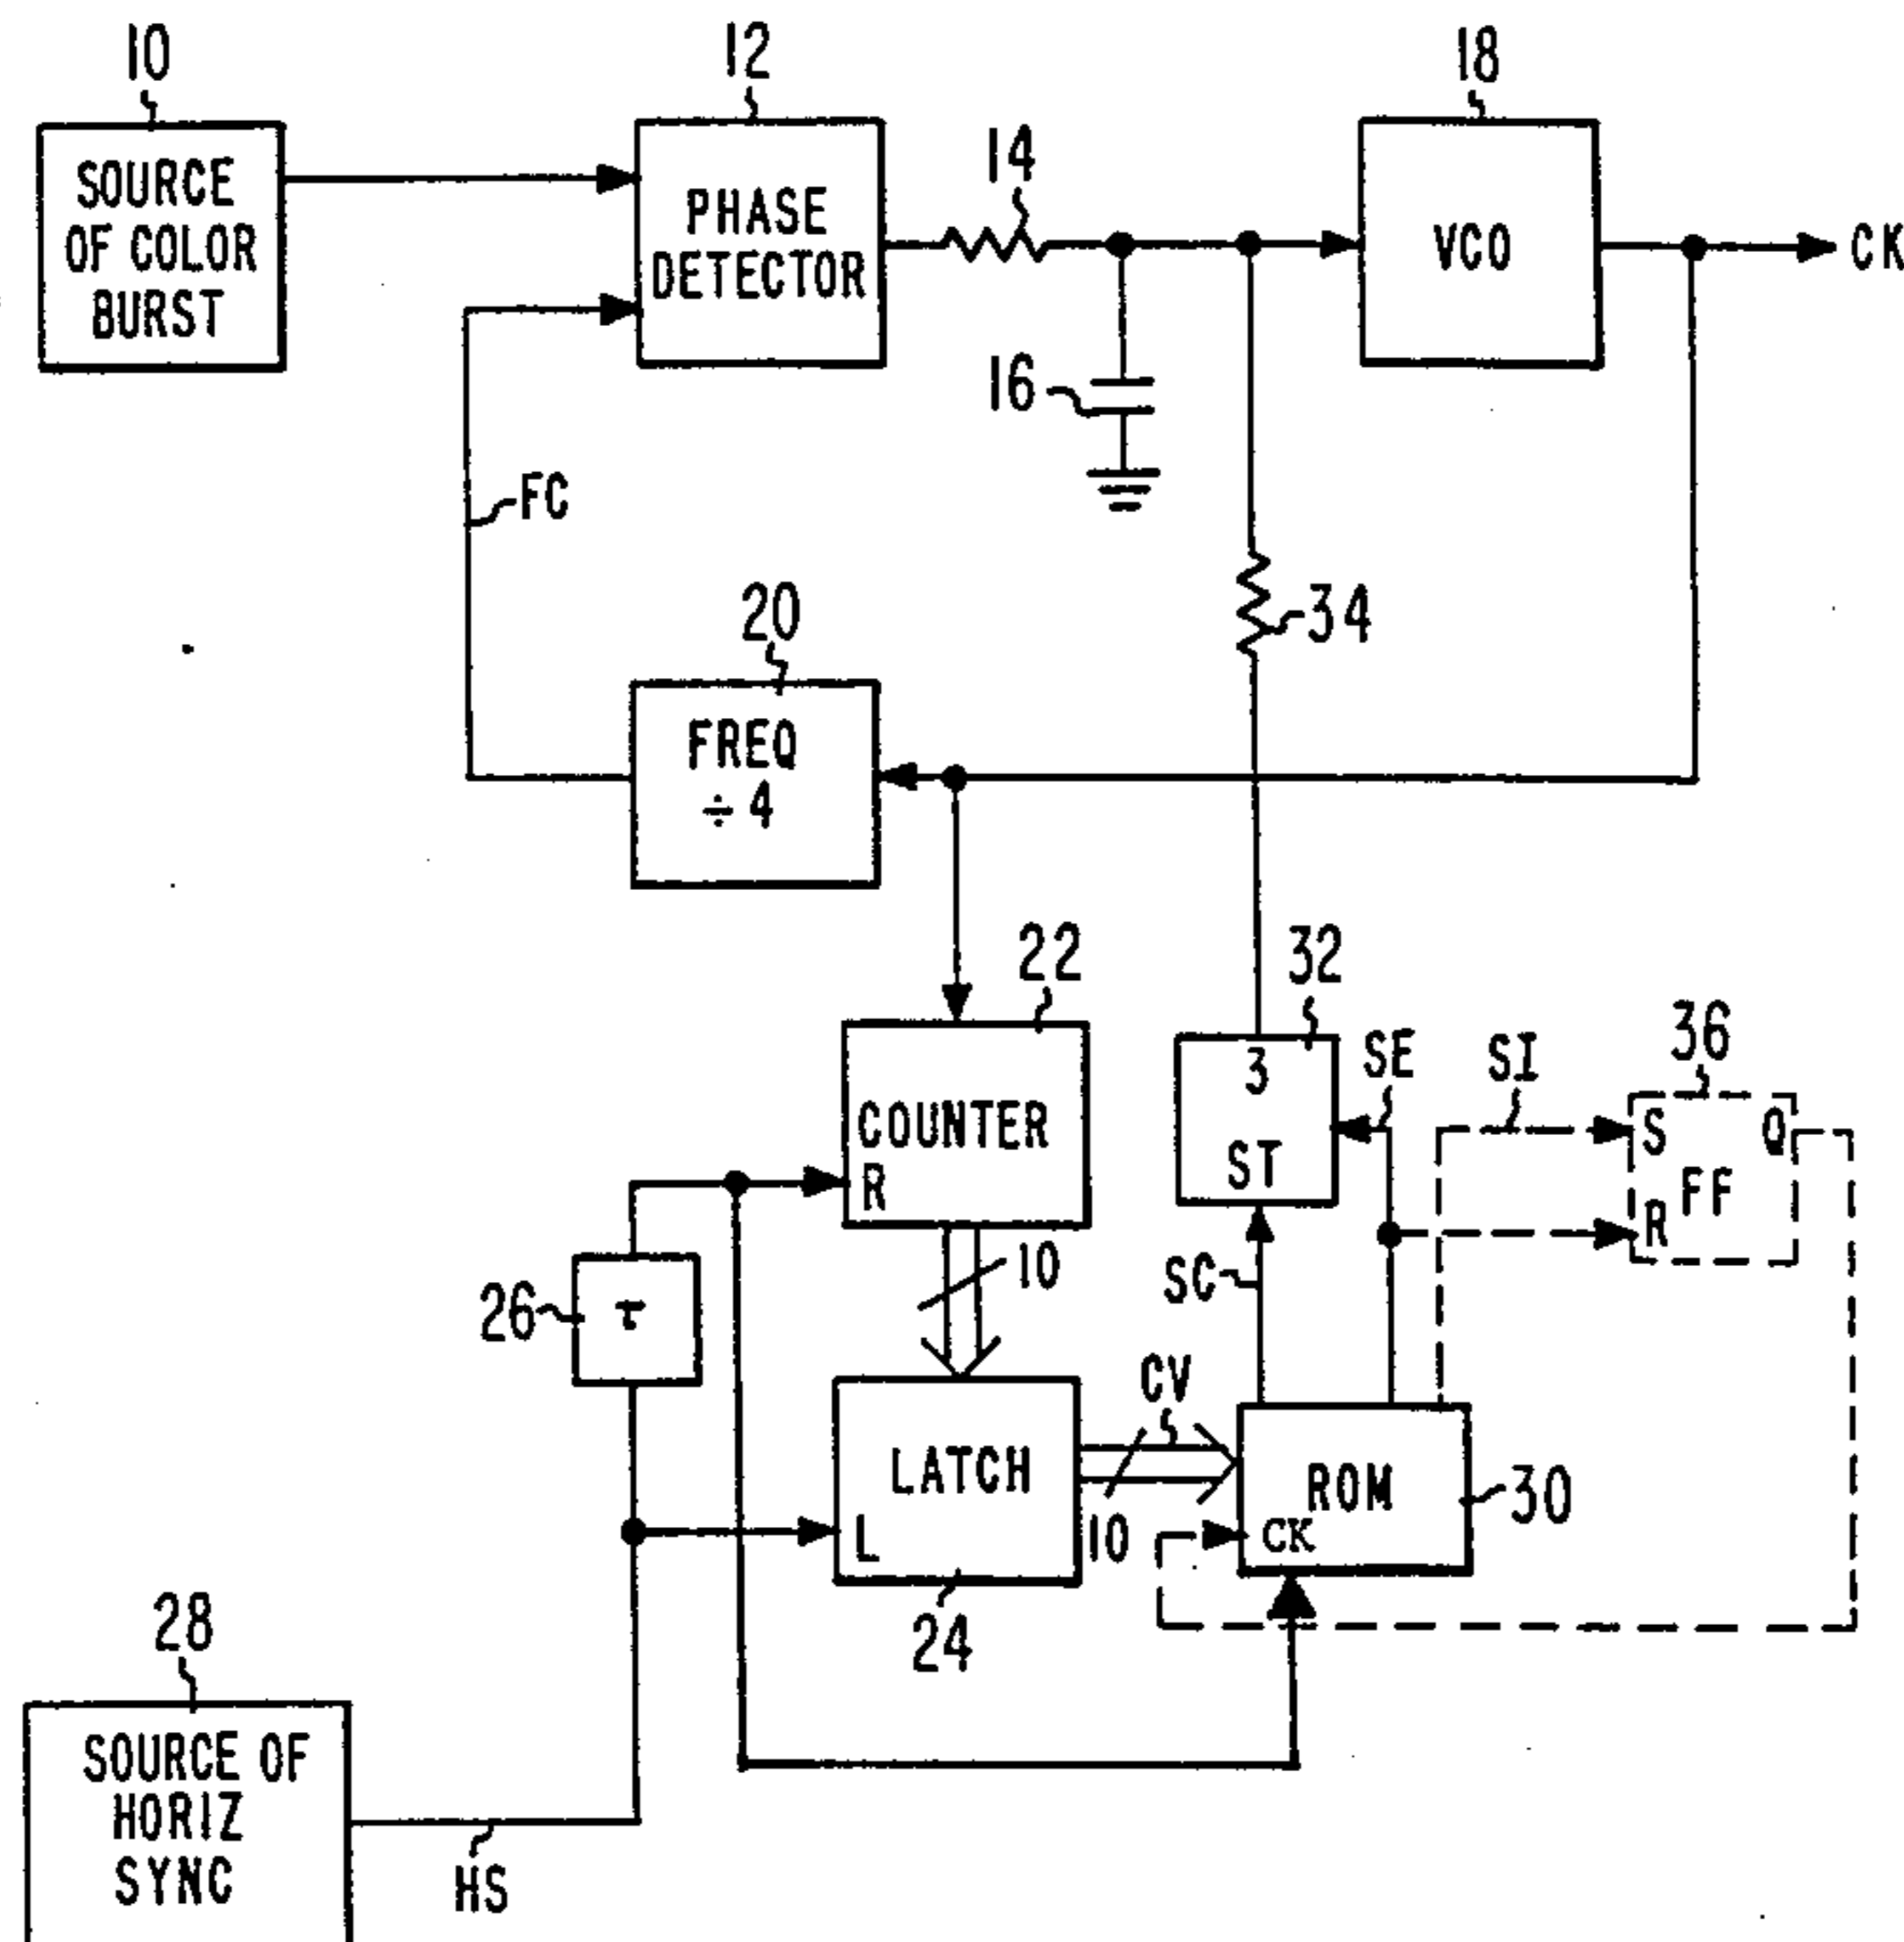 10
12
18
SOURCE
OF COLOR
BURST
PHASE
DETECTOR
14
VCO
CK
16
FC
20
34
FREQ
÷4
22
32
36
SE
SI
3
ST
S Q
FF
R
COUNTER
R
10
SC
26
τ
CV
LATCH
L
10
ROM
CK
30
28
24
SOURCE OF
HORIZ
SYNC
HS